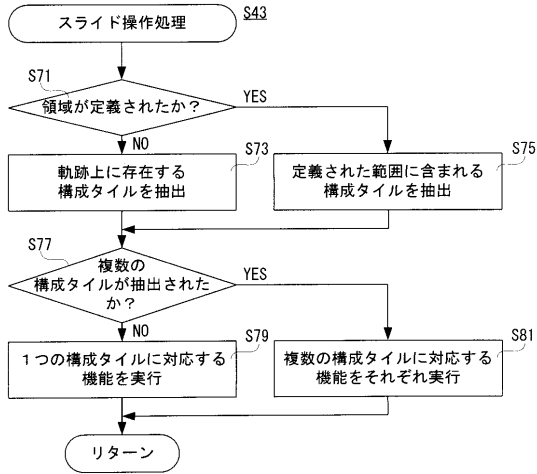 スライド操作処理
S43
S71
領域が定義されたか？
YES
NO
S73
軌跡上に存在する
構成タイルを抽出
S75
定義された範囲に含まれる
構成タイルを抽出
S77
複数の
構成タイルが抽出された
か？
YES
NO
S79
１つの構成タイルに対応する
機能を実行
S81
複数の構成タイルに対応する
機能をそれぞれ実行
リターン